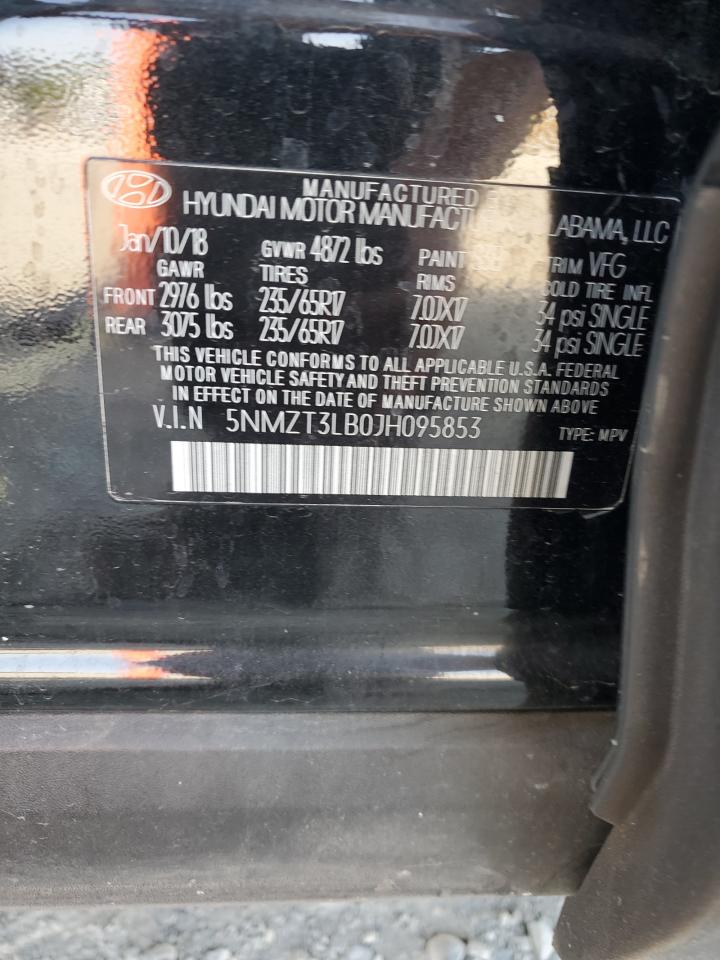 MANUFACTURED
HYUNDAI MOTOR MANUFACTU ALABAMA, LLC
Jan/10/18 GVWR 4872 lbs PAINT TRIM VFG
GAWR TIRES RIMS COLD TIRE INFL
FRONT 2976 lbs 235/65R17 7.0JX17 34 psi SINGLE
REAR 3075 lbs 235/65R17 7.0JX17 34 psi SINGLE
THIS VEHICLE CONFORMS TO ALL APPLICABLE U.S.A. FEDERAL
MOTOR VEHICLE SAFETY AND THEFT PREVENTION STANDARDS
IN EFFECT ON THE DATE OF MANUFACTURE SHOWN ABOVE
V.I.N 5NMZT3LB0JH095853 TYPE: MPV